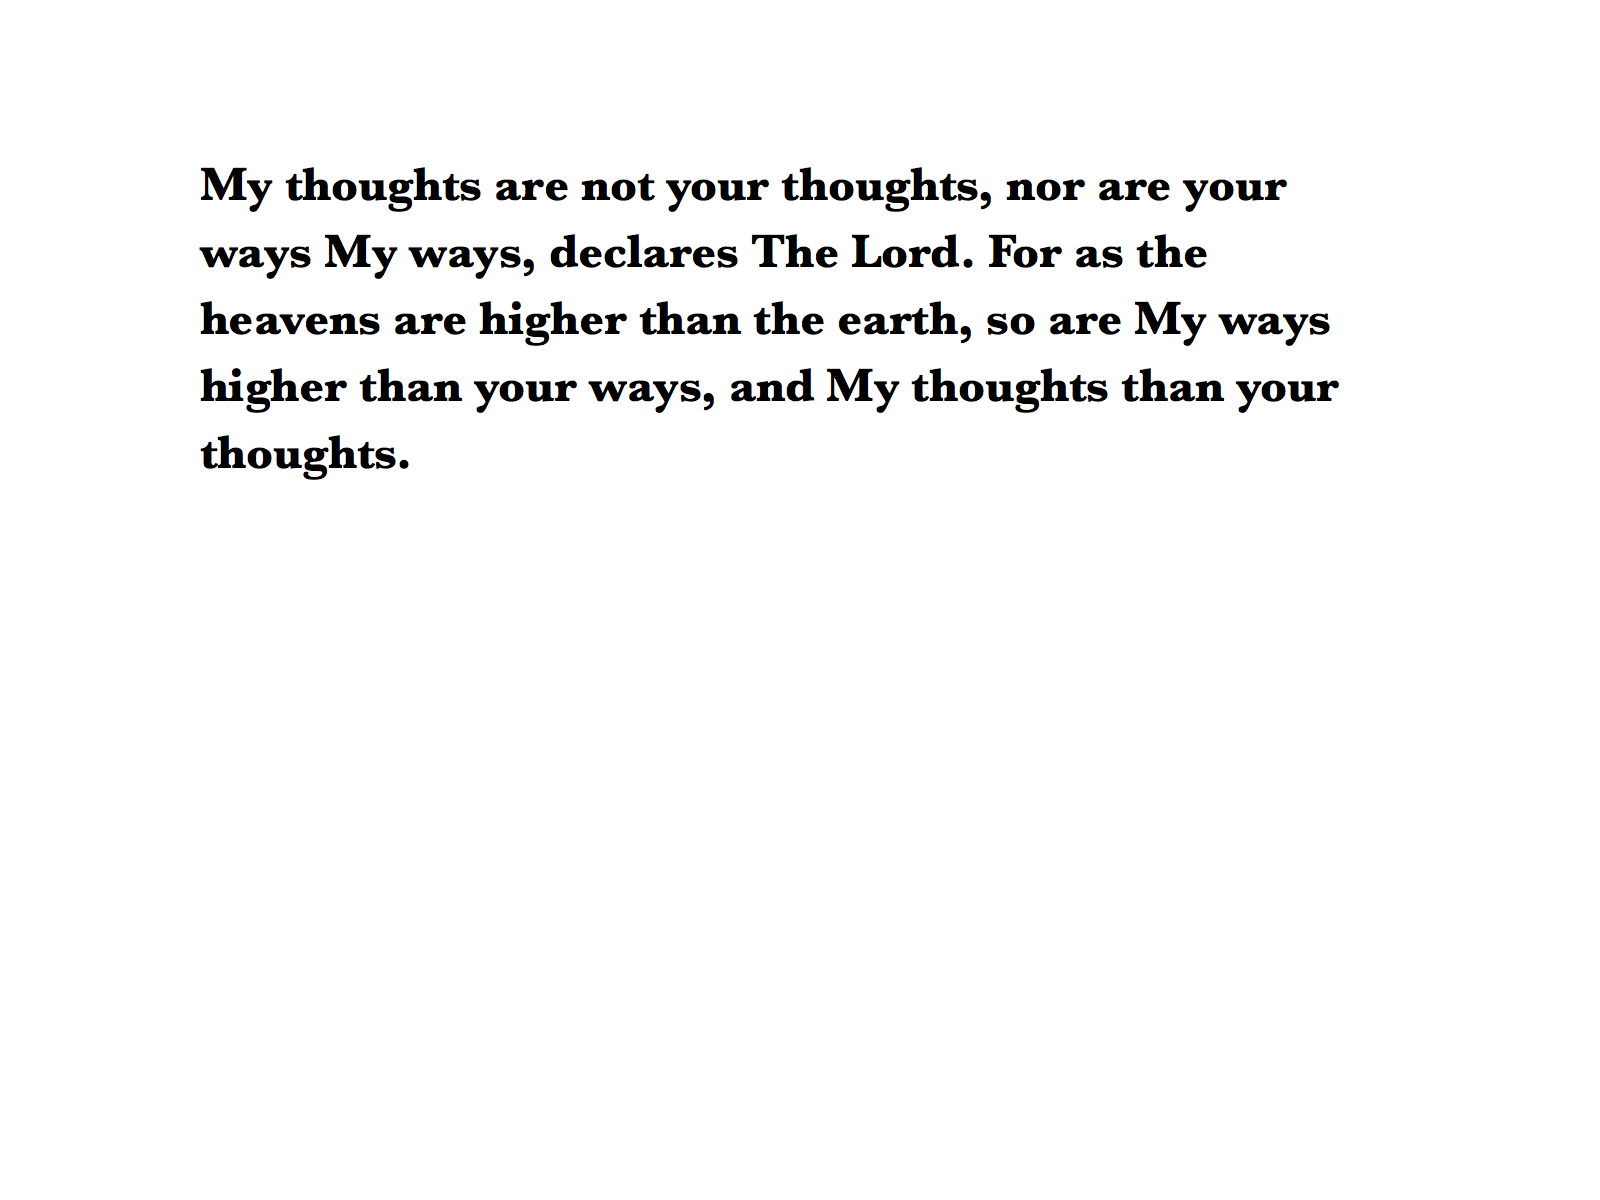 My thoughts are not your thoughts, nor are your
ways My ways, declares The Lord. For as the
heavens are higher than the earth, so are My ways
higher than your ways, and My thoughts than your
thoughts.